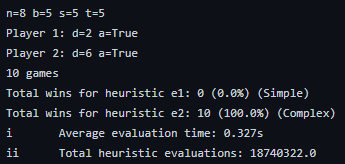 n=8 b=5 s=5 t=5
Player 1: d=2 a=True
Player 2: d=6 a=True
10 games
Total wins for heuristic e1: 0 (0.0%) (Simple)
Total wins for heuristic e2: 10 (100.0%) (Complex)
i Average evaluation time: 0.327s
ii Total heuristic evaluations: 18740322.0